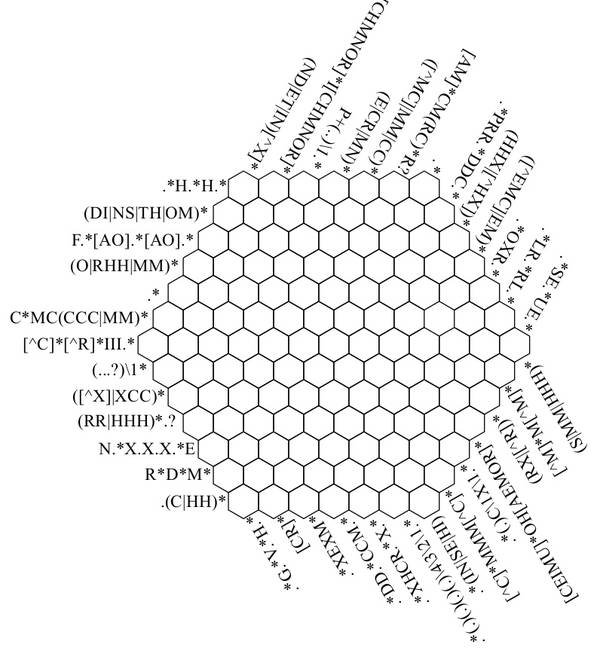 (ND|ET|IN)[^X]*
[CHMNOR]*I[CHMNOR]*
P+(..)\1.*
(E|CR|MN)*
([^MC]|MM|CC)*
[AM]*CM(RC)*R?
.*
.*PRR.*DDC.*
(HHX|[^HX])*
([^EMC]|EM)*
.*OXR.*
.*LR.*RL.*
.*SE.*UE.*
.*H.*H.*
(DI|NS|TH|OM)*
F.*[AO].*[AO].*
(O|RHH|MM)*
.*
C*MC(CCC|MM)*
[^C]*[^R]*III.*
(...?)\1*
([^X]|XCC)*
(RR|HHH)*.?
N.*X.X.X.*E
R*D*M*
.(C|HH)*
(S|MM|HHH)*
[^M]*M[^M]*
(RX|[^R])*
[CEIMU]*OH[AEMOR]*
.*(.)C\1X\1.*
[^C]*MMM[^C]*
.*(IN|SE|HI)
.*(.)(.)(.)(.)\4\3\2\1.*
.*XHCR.*X.*
.*DD.*CCM.*
.*XEXM*
[CR]*
.*G.*V.*H.*